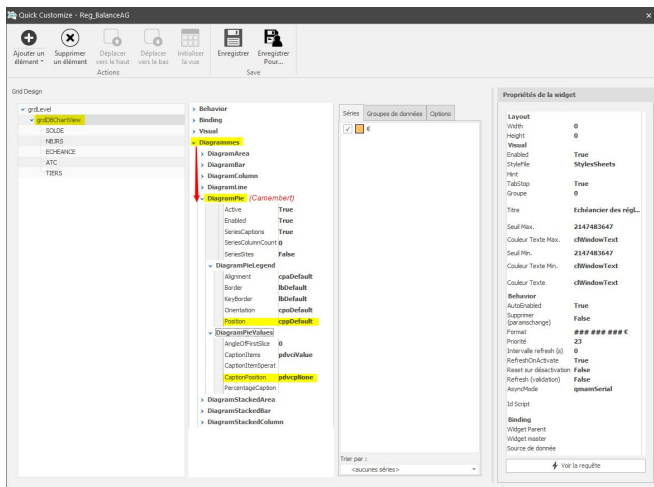 Quick Customize - Reg_BalanceAG
Ajouter un élément
Supprimer un élément
Déplacer vers le haut
Déplacer vers le bas
Initialiser la vue
Enregistrer
Enregistrer Pour...
Actions
Save
Grid Design
grdLevel
grdDBChartView
SOLDE
NBJRS
ECHEANCE
ATC
TIERS
Behavior
Binding
Visual
Diagrammes
DiagramArea
DiagramBar
DiagramColumn
DiagramLine
DiagramPie (Camembert)
Active True
Enabled True
SeriesCaptions True
SeriesColumnCount 0
SeriesSites False
DiagramPieLegend
Alignment cpaDefault
Border lbDefault
KeyBorder lbDefault
Orientation cpoDefault
Position cppDefault
DiagramPieValues
AngleOfFirstSlice 0
CaptionItems pdvciValue
CaptionItemSperat
CaptionPosition pdvcpNone
PercentageCaption
DiagramStackedArea
DiagramStackedBar
DiagramStackedColumn
Séries
Groupes de données
Options
€
Trier par :
<aucunes séries>
Propriétés de la widget
Layout
Width 0
Height 0
Visual
Enabled True
StyleFile StylesSheets
Hint
TabStop True
Groupe 0
Titre Echéancier des régl...
Seuil Max. 2147483647
Couleur Texte Max. clWindowText
Seuil Min. 2147483647
Couleur Texte Min. clWindowText
Couleur Texte clWindowText
Behavior
AutoEnabled True
Supprimer (paramschange) False
Format ### ### ### €
Priorité 23
Intervalle refresh (s) 0
RefreshOnActivate True
Reset sur désactivation False
Refresh (validation) False
AsyncMode qmamSerial
Id Script
Binding
Widget Parent
Widget master
Source de donnée
Voir la requête